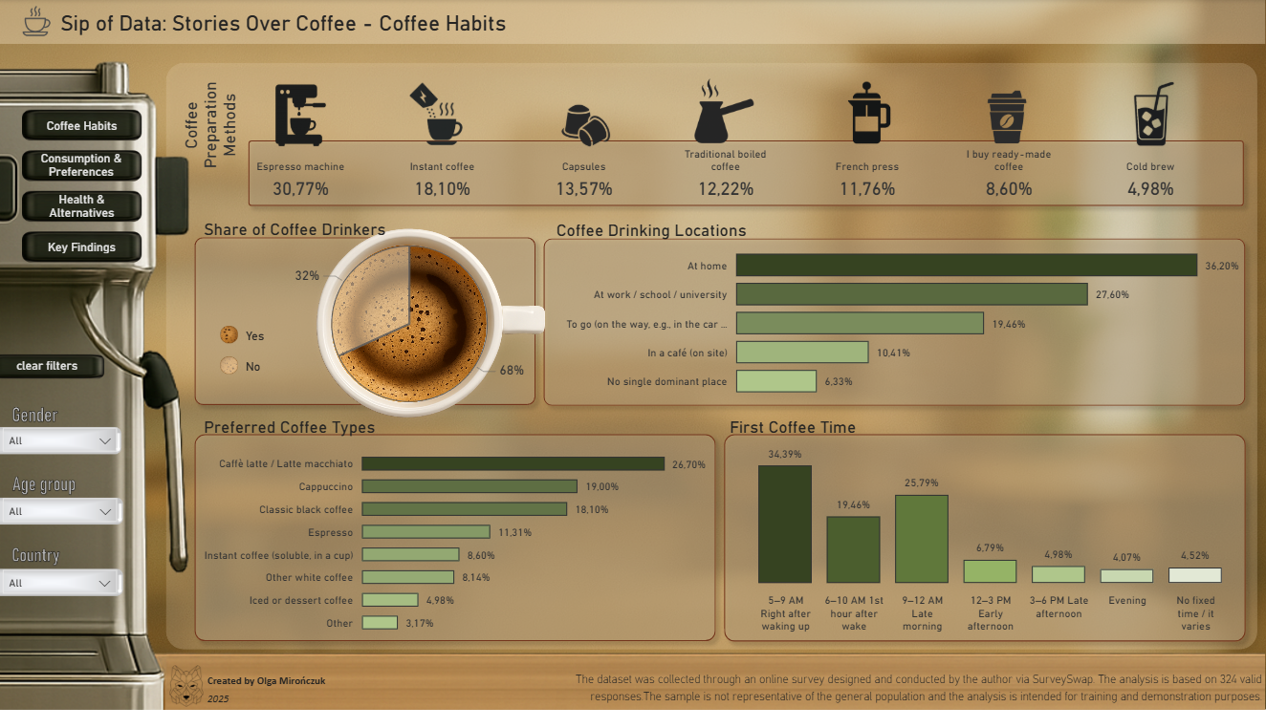 Sip of Data: Stories Over Coffee - Coffee Habits
Coffee Habits
Consumption &
Preferences
Health &
Alternatives
Key Findings
clear filters
Gender
All
Age group
All
Country
All
Coffee
Preparation
Methods
Espresso machine
30,77%
Instant coffee
18,10%
Capsules
13,57%
Traditional boiled
coffee
12,22%
French press
11,76%
I buy ready-made
coffee
8,60%
Cold brew
4,98%
Share of Coffee Drinkers
32%
68%
Yes
No
Coffee Drinking Locations
At home 36,20%
At work / school / university 27,60%
To go (on the way, e.g., in the car ... 19,46%
In a café (on site) 10,41%
No single dominant place 6,33%
Preferred Coffee Types
Caffè latte / Latte macchiato 26,70%
Cappuccino 19,00%
Classic black coffee 18,10%
Espresso 11,31%
Instant coffee (soluble, in a cup) 8,60%
Other white coffee 8,14%
Iced or dessert coffee 4,98%
Other 3,17%
First Coffee Time
34,39%
19,46%
25,79%
6,79%
4,98%
4,07%
4,52%
5–9 AM
Right after
waking up
6–10 AM 1st
hour after
wake
9–12 AM
Late
morning
12–3 PM
Early
afternoon
3–6 PM Late
afternoon
Evening
No fixed
time / it
varies
Created by Olga Mirończuk
2025
The dataset was collected through an online survey designed and conducted by the author via SurveySwap. The analysis is based on 324 valid
responses.The sample is not representative of the general population and the analysis is intended for training and demonstration purposes.